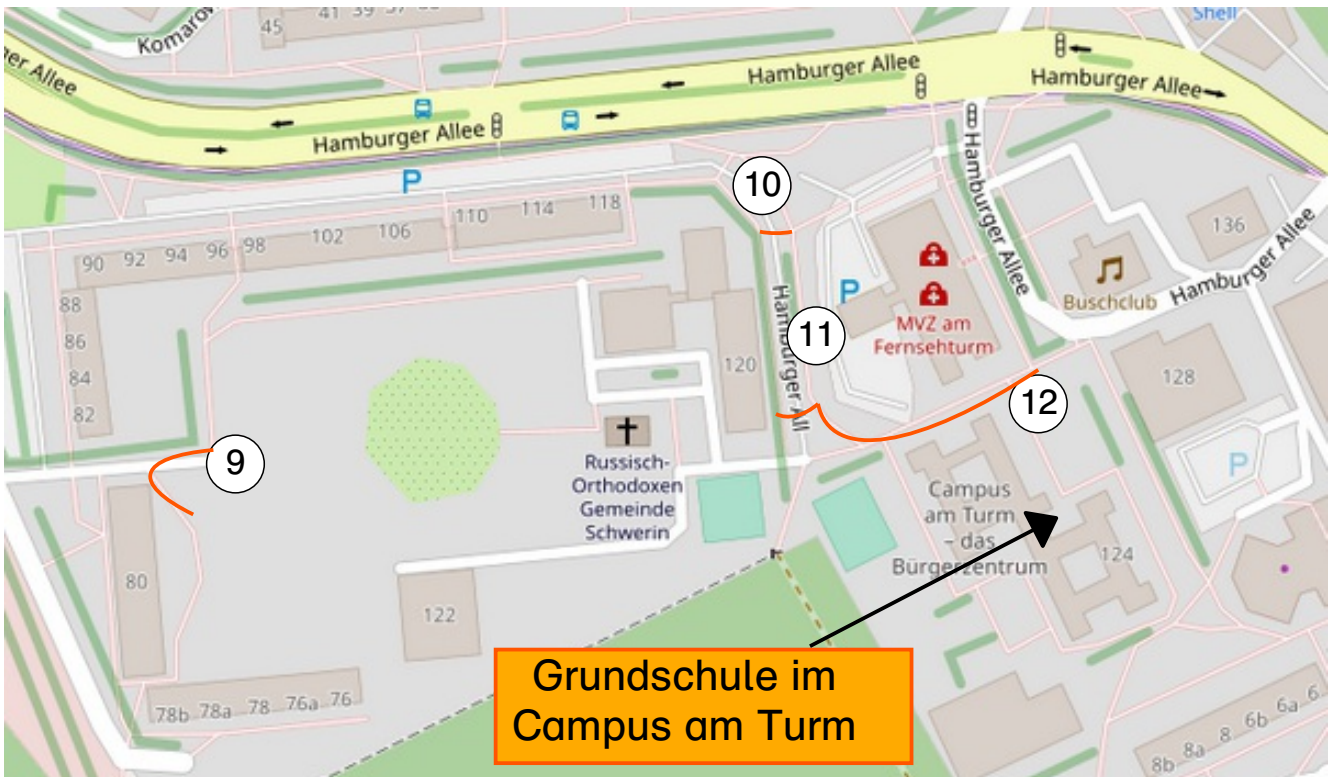 Komarow
45
41 39 37
Shell
Hamburger Allee
Hamburger Allee
er Allee
Hamburger Allee
P
10
Hamburger Allee
90 92 94 96 98 102 106 110 114 118
136
Hamburger Allee
Buschclub
88
86
84
82
P
MVZ am
Fernsehturm
11
Hamburger All
120
128
12
9
Russisch-
Orthodoxen
Gemeinde
Schwerin
P
Campus
am Turm
– das
Bürgerzentrum
124
80
122
Grundschule im
Campus am Turm
78b 78a 78 76a 76
8b 8a 8 6b 6a 6